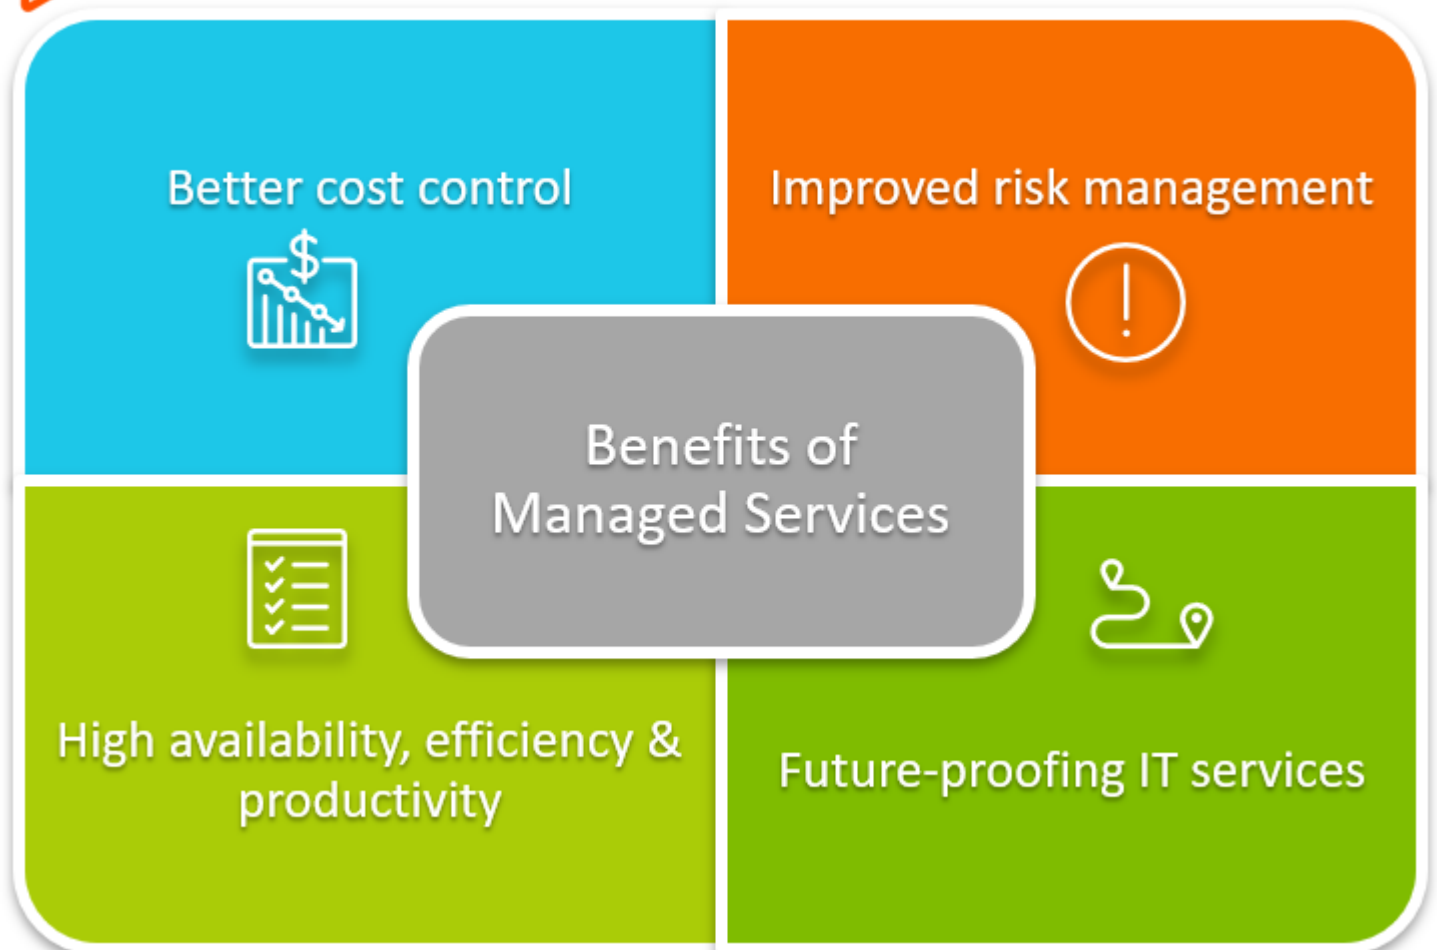 Better cost control
Improved risk management
Benefits of
Managed Services
High availability, efficiency &
productivity
Future-proofing IT services